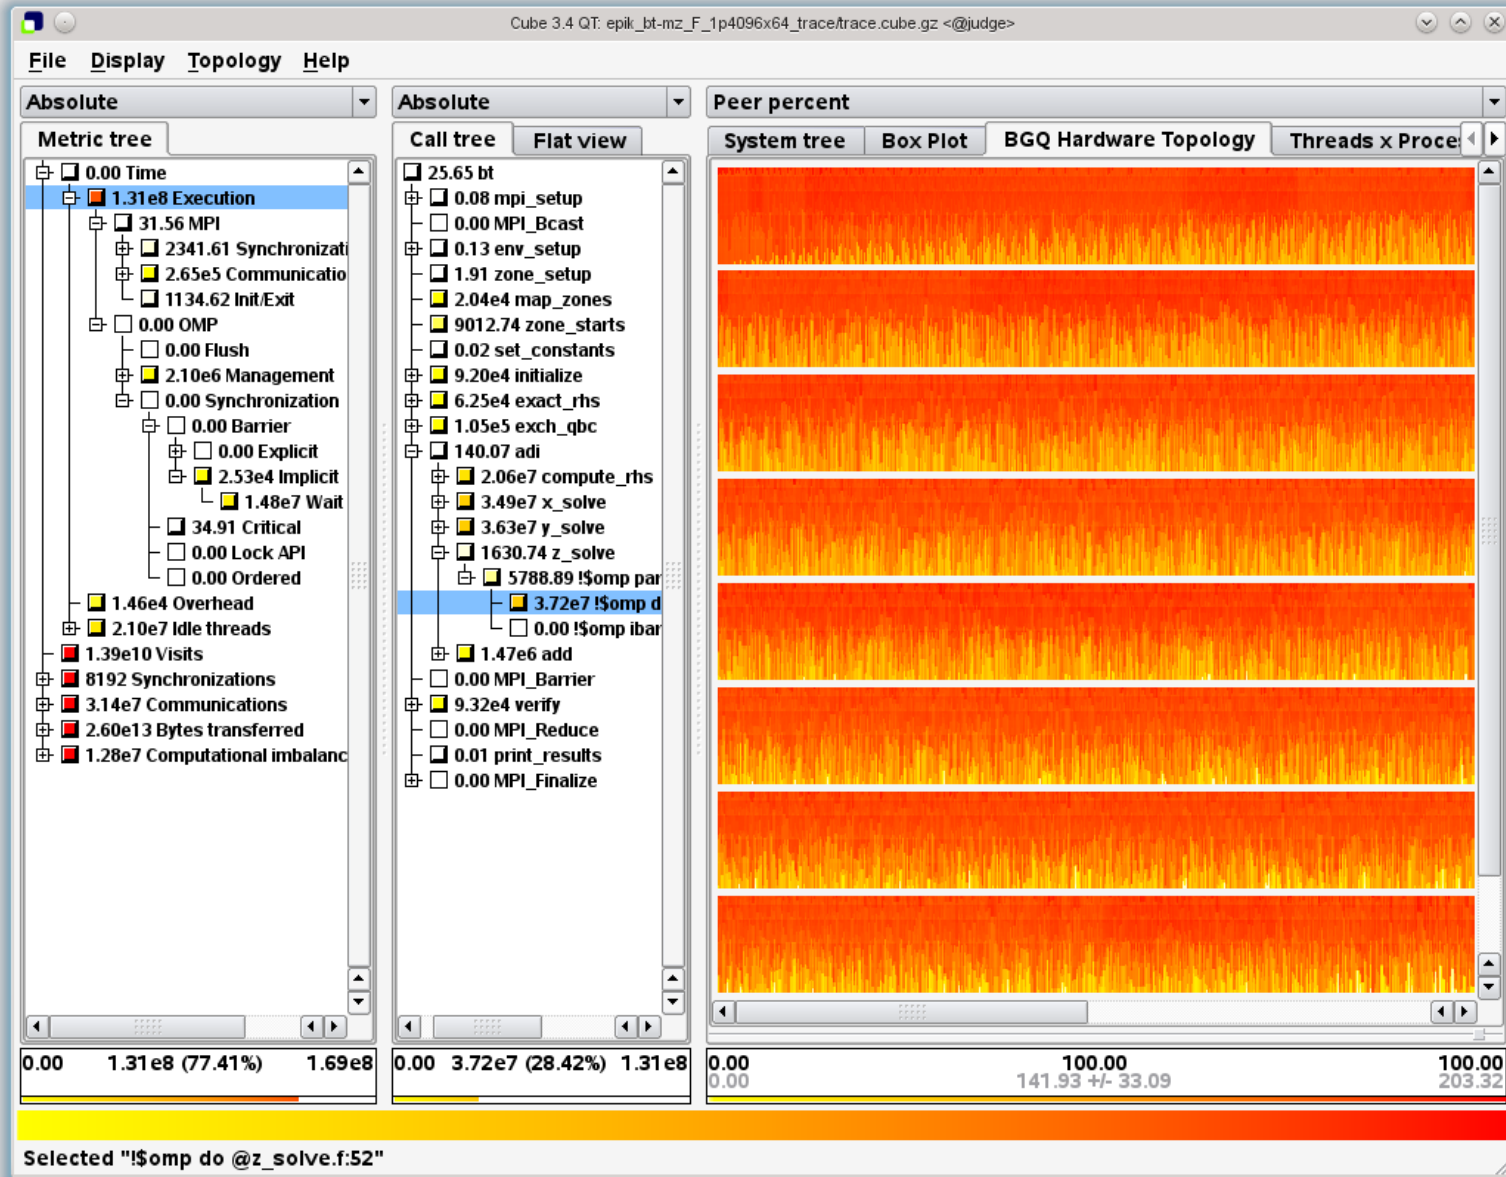 Cube 3.4 QT: epik_bt-mz_F_1p4096x64_trace/trace.cube.gz <@judge>
File Display Topology Help
Absolute
Metric tree
0.00 Time
1.31e8 Execution
31.56 MPI
2341.61 Synchronizati
2.65e5 Communicatio
1134.62 Init/Exit
0.00 OMP
0.00 Flush
2.10e6 Management
0.00 Synchronization
0.00 Barrier
0.00 Explicit
2.53e4 Implicit
1.48e7 Wait
34.91 Critical
0.00 Lock API
0.00 Ordered
1.46e4 Overhead
2.10e7 Idle threads
1.39e10 Visits
8192 Synchronizations
3.14e7 Communications
2.60e13 Bytes transferred
1.28e7 Computational imbalanc
0.00 1.31e8 (77.41%) 1.69e8
Absolute
Call tree Flat view
25.65 bt
0.08 mpi_setup
0.00 MPI_Bcast
0.13 env_setup
1.91 zone_setup
2.04e4 map_zones
9012.74 zone_starts
0.02 set_constants
9.20e4 initialize
6.25e4 exact_rhs
1.05e5 exch_qbc
140.07 adi
2.06e7 compute_rhs
3.49e7 x_solve
3.63e7 y_solve
1630.74 z_solve
5788.89 !$omp par
3.72e7 !$omp d
0.00 !$omp ibar
1.47e6 add
0.00 MPI_Barrier
9.32e4 verify
0.00 MPI_Reduce
0.01 print_results
0.00 MPI_Finalize
0.00 3.72e7 (28.42%) 1.31e8
Peer percent
System tree Box Plot BGQ Hardware Topology Threads x Proce
0.00 100.00 100.00
0.00 141.93 +/- 33.09 203.32
Selected "!$omp do @z_solve.f:52"